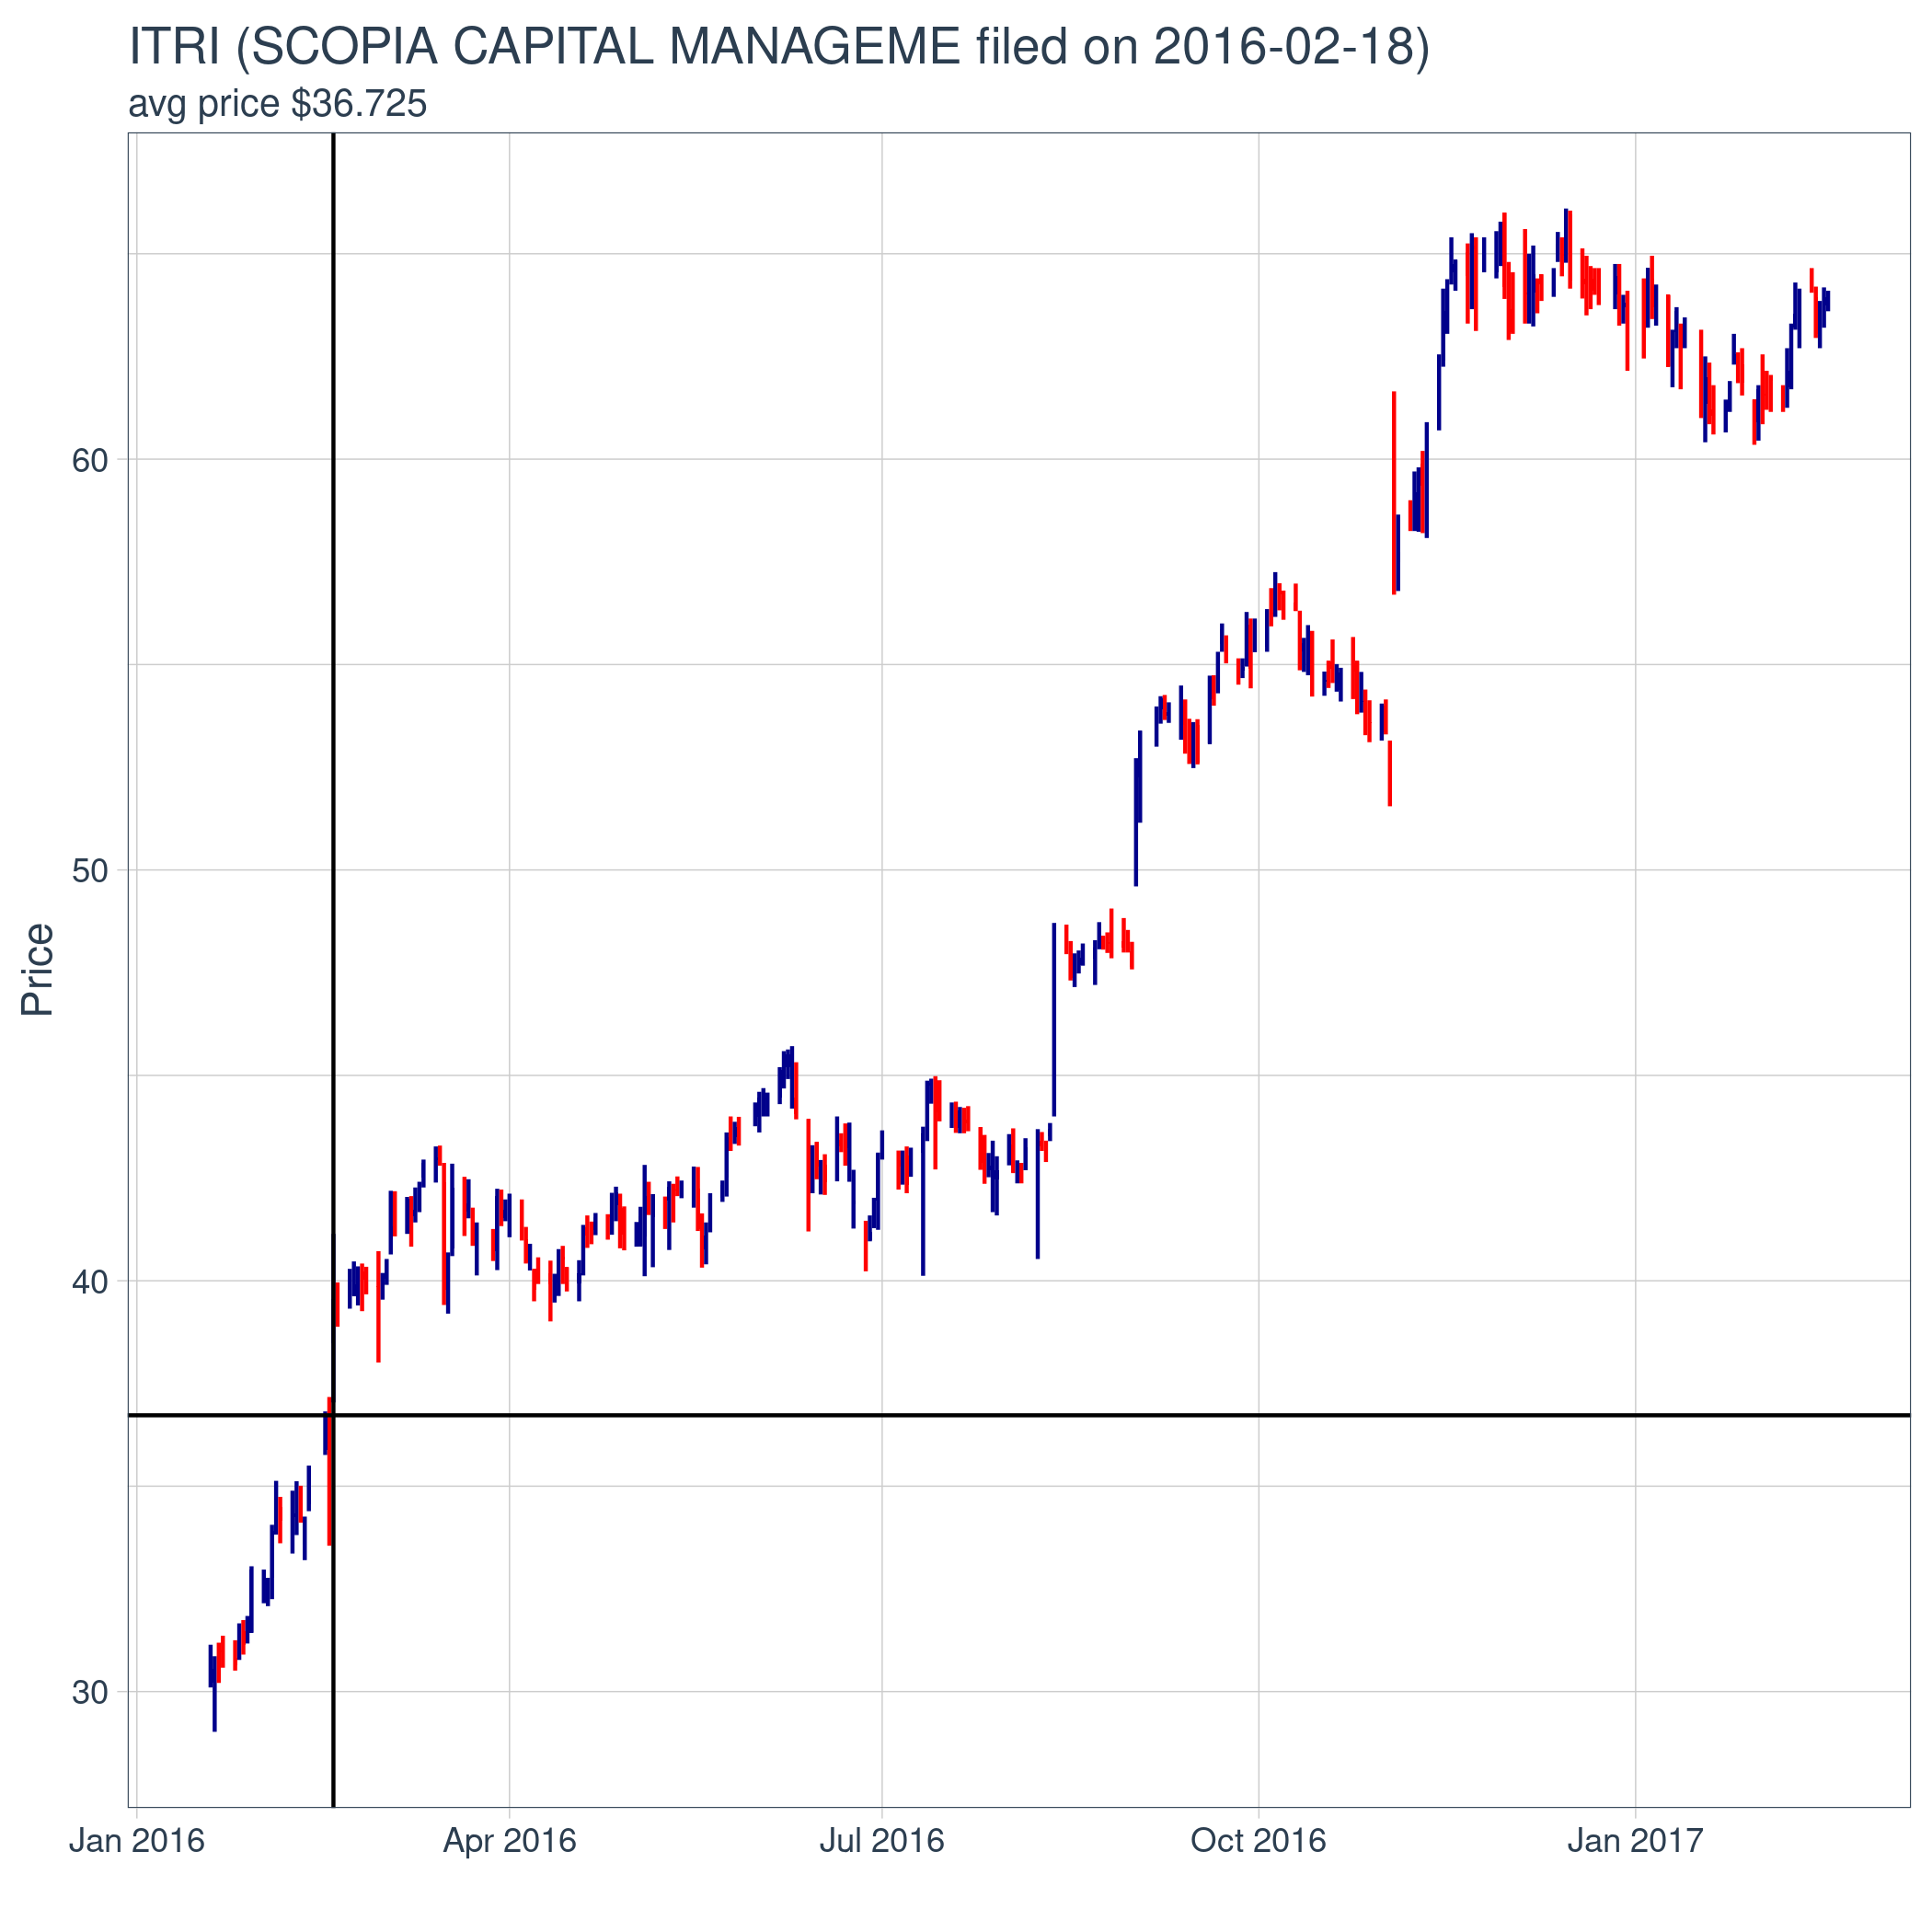 ITRI (SCOPIA CAPITAL MANAGEME filed on 2016-02-18)
avg price $36.725
60
50
40
30
Price
Jan 2016
Apr 2016
Jul 2016
Oct 2016
Jan 2017